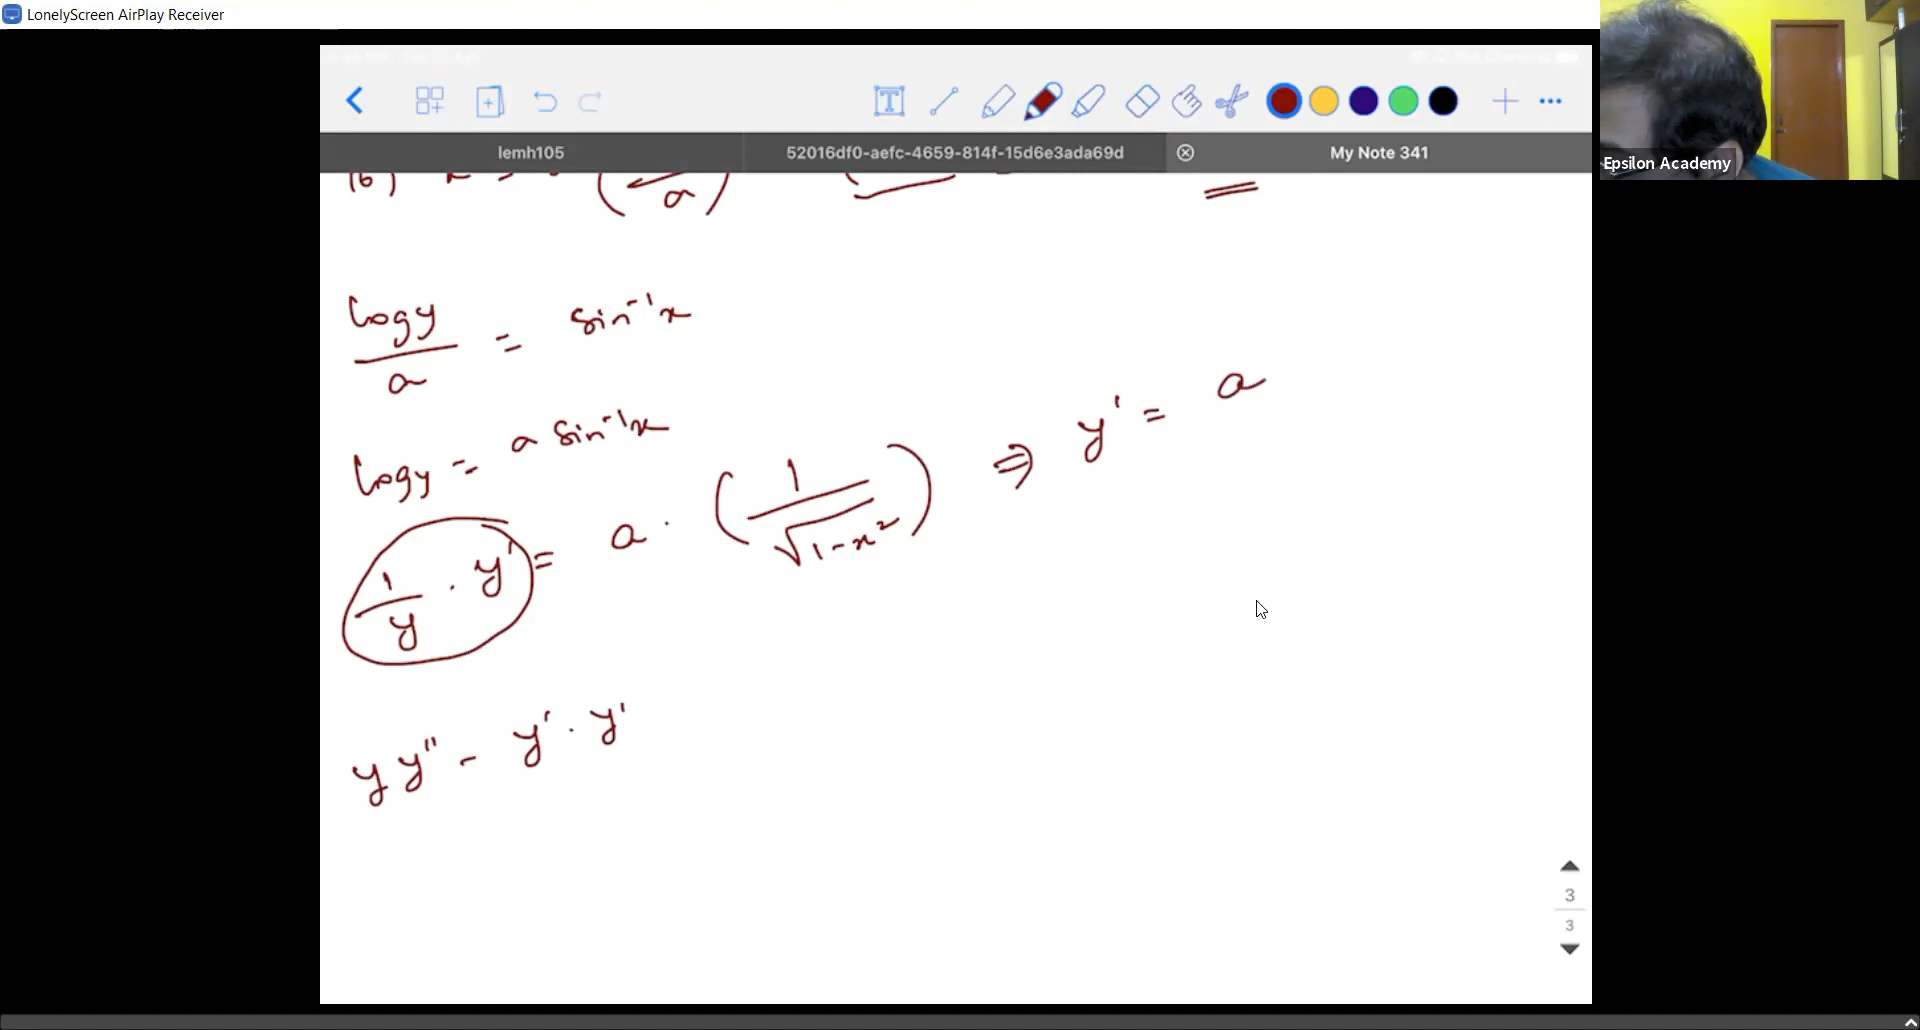 LonelyScreen AirPlay Receiver
Epsilon Academy
lemh105
52016df0-aefc-4659-814f-15d6e3ada69d
My Note 341
a
logy/a = sin⁻¹x
logy = a sin⁻¹x
1/y · y' = a · (1/√1-x²) ⇒ y' = a
yy'' - y' · y'
3
3